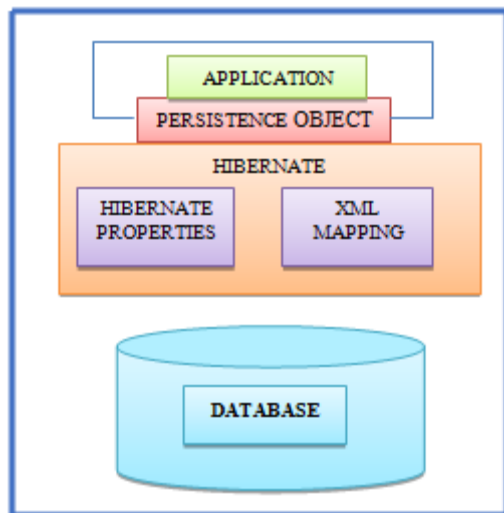 APPLICATION
PERSISTENCE OBJECT
HIBERNATE
HIBERNATE
PROPERTIES
XML
MAPPING
DATABASE